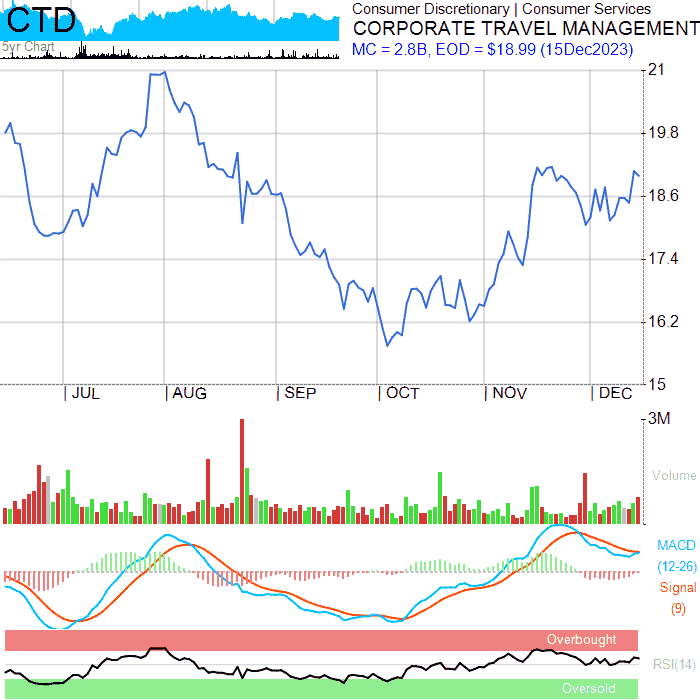 CTD
5yr Chart
Consumer Discretionary | Consumer Services
CORPORATE TRAVEL MANAGEMENT
MC = 2.8B, EOD = $18.99 (15Dec2023)
21
19.8
18.6
17.4
16.2
15
JUL AUG SEP OCT NOV DEC
3M
Volume
MACD
(12-26)
Signal
(9)
Overbought
RSI(14)
Oversold